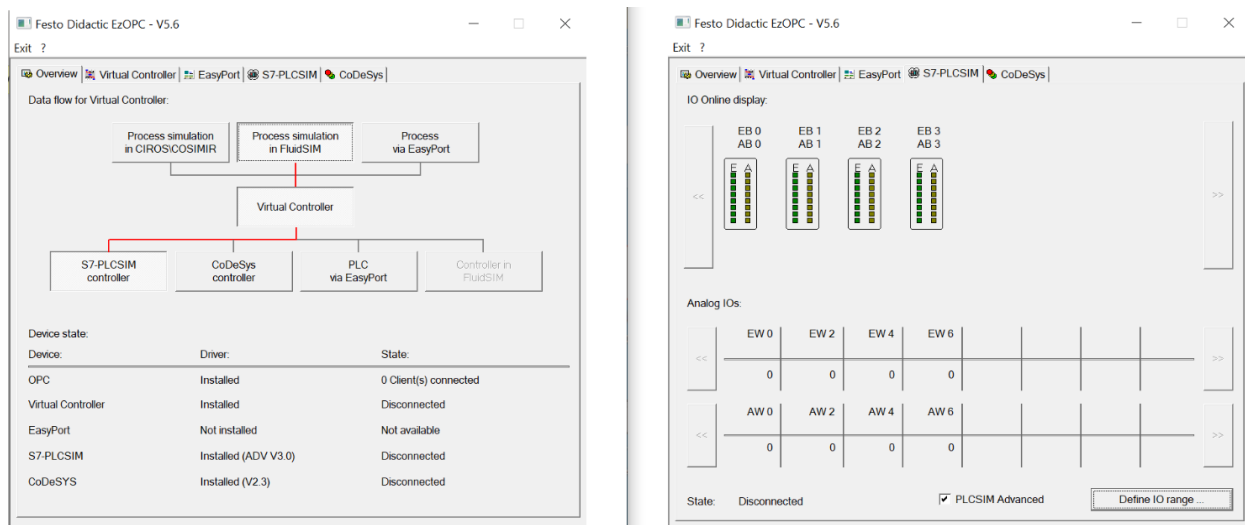 Festo Didactic EzOPC - V5.6
Exit ?
Overview Virtual Controller EasyPort S7-PLCSIM CoDeSys
Data flow for Virtual Controller:
Process simulation
in CIROS\COSIMIR
Process simulation
in FluidSIM
Process
via EasyPort
Virtual Controller
S7-PLCSIM
controller
CoDeSys
controller
PLC
via EasyPort
Controller in
FluidSIM
Device state:
Device: Driver: State:
OPC Installed 0 Client(s) connected
Virtual Controller Installed Disconnected
EasyPort Not installed Not available
S7-PLCSIM Installed (ADV V3.0) Disconnected
CoDeSYS Installed (V2.3) Disconnected
Festo Didactic EzOPC - V5.6
Exit ?
Overview Virtual Controller EasyPort S7-PLCSIM CoDeSys
IO Online display:
EB 0 EB 1 EB 2 EB 3
AB 0 AB 1 AB 2 AB 3
E A E A E A E A
<< >>
Analog IOs:
EW 0 EW 2 EW 4 EW 6
<< >>
0 0 0 0
AW 0 AW 2 AW 4 AW 6
<< >>
0 0 0 0
State: Disconnected PLCSIM Advanced Define IO range ...